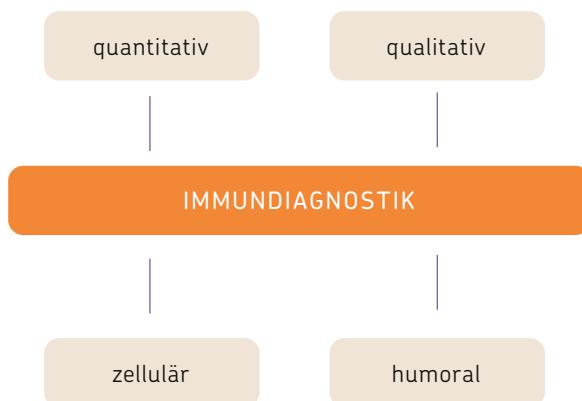 quantitativ
qualitativ
IMMUNDIAGNOSTIK
zellulär
humoral